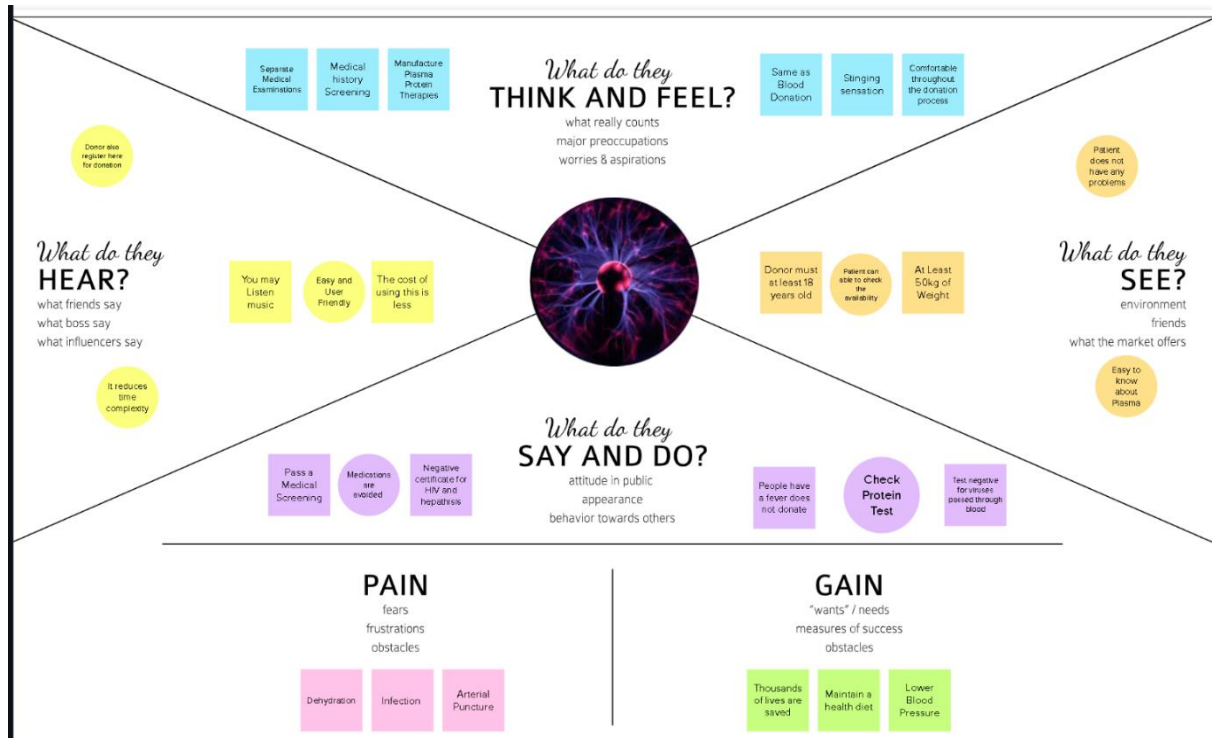 Separate
Medical
Examinations
Medical
history
Screening
Manufacture
Plasma
Protein
Therapies
What do they
THINK AND FEEL?
what really counts
major preoccupations
worries & aspirations
Same as
Blood
Donation
Stinging
sensation
Comfortable
throughout
the donation
process
Donor also
register here
for donation
What do they
HEAR?
what friends say
what boss say
what influencers say
You may
Listen
music
Easy and
User
Friendly
The cost of
using this is
less
It reduces
time
complexity
Patient
does not
have any
problems
Donor must
at least 18
years old
Patient can
able to check
the
availability
At Least
50kg of
Weight
What do they
SEE?
environment
friends
what the market offers
Easy to
know
about
Plasma
What do they
SAY AND DO?
attitude in public
appearance
behavior towards others
Pass a
Medical
Screening
Medications
are
avoided
Negative
certificate for
HIV and
hepathisis
People have
a fever does
not donate
Check
Protein
Test
Test negative
for viruses
passed through
blood
PAIN
fears
frustrations
obstacles
Dehydration
Infection
Arterial
Puncture
GAIN
"wants" / needs
measures of success
obstacles
Thousands
of lives are
saved
Maintain a
health diet
Lower
Blood
Pressure